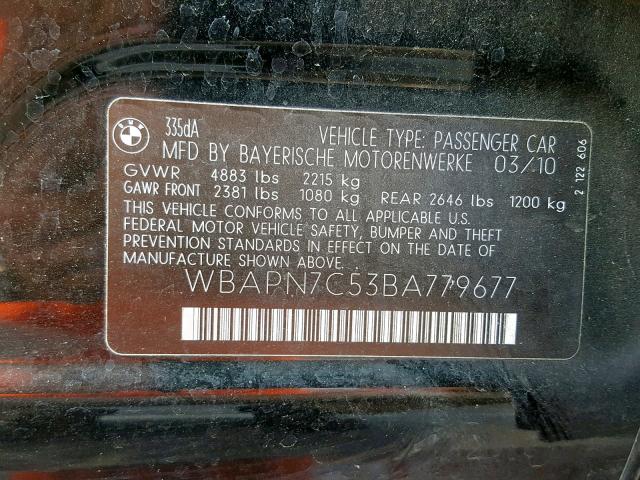 BMW
335dA
VEHICLE TYPE: PASSENGER CAR
MFD BY BAYERISCHE MOTORENWERKE 03/10
GVWR 4883 lbs 2215 kg
GAWR FRONT 2381 lbs 1080 kg REAR 2646 lbs 1200 kg
THIS VEHICLE CONFORMS TO ALL APPLICABLE U.S.
FEDERAL MOTOR VEHICLE SAFETY, BUMPER AND THEFT
PREVENTION STANDARDS IN EFFECT ON THE DATE OF
MANUFACTURE SHOWN ABOVE.
WBAPN7C53BA779677
2 122 606